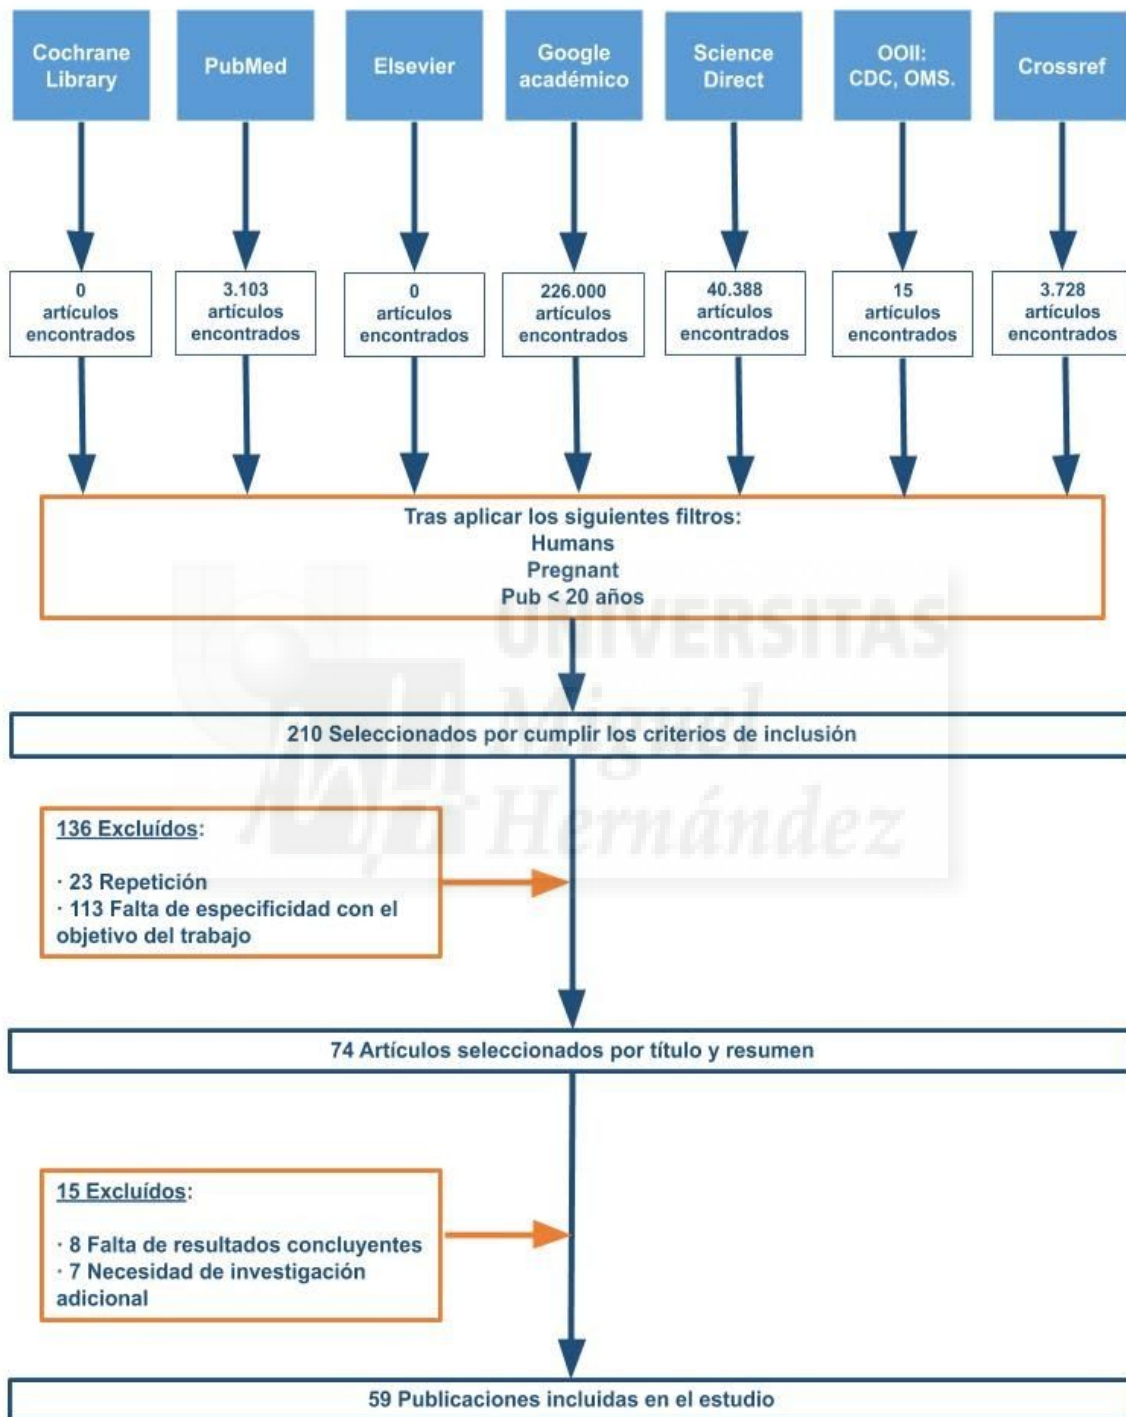 Cochrane
Library
PubMed
Elsevier
Google
académico
Science
Direct
OOII:
CDC, OMS.
Crossref
0
artículos
encontrados
3.103
artículos
encontrados
0
artículos
encontrados
226.000
artículos
encontrados
40.388
artículos
encontrados
15
artículos
encontrados
3.728
artículos
encontrados
Tras aplicar los siguientes filtros:
Humans
Pregnant
Pub < 20 años
UNIVERSITAS
Miguel
Hernández
210 Seleccionados por cumplir los criterios de inclusión
136 Excluídos:
· 23 Repetición
· 113 Falta de especificidad con el
objetivo del trabajo
74 Artículos seleccionados por título y resumen
15 Excluídos:
· 8 Falta de resultados concluyentes
· 7 Necesidad de investigación
adicional
59 Publicaciones incluidas en el estudio